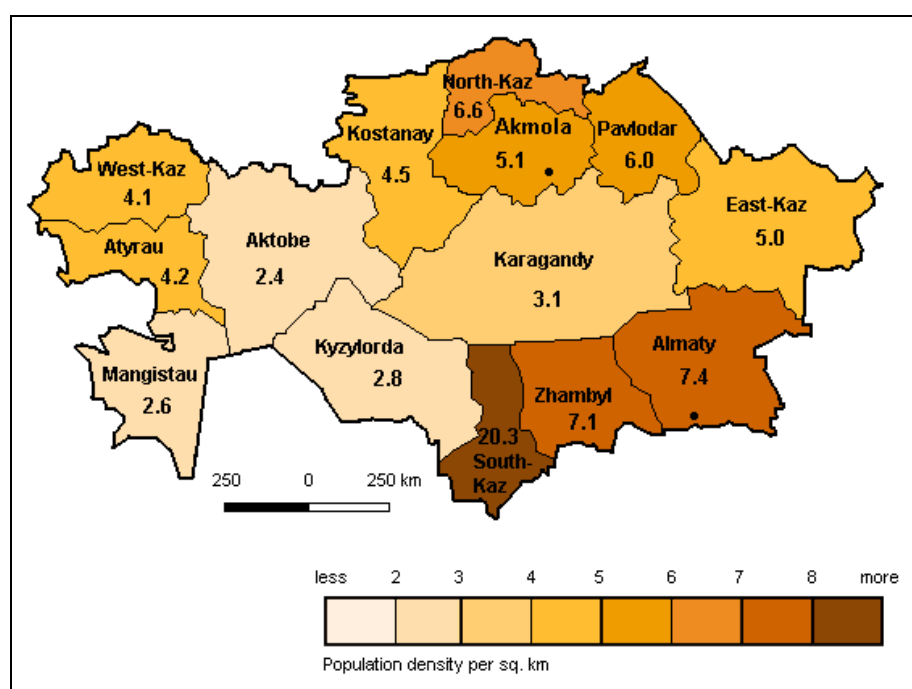 North-Kaz
6.6
Akmola
5.1
Pavlodar
6.0
Kostanay
4.5
West-Kaz
4.1
East-Kaz
5.0
Atyrau
4.2
Aktobe
2.4
Karagandy
3.1
Almaty
7.4
Kyzylorda
2.8
Mangistau
2.6
Zhambyl
7.1
20.3
South-
Kaz
250 0 250 km
less 2 3 4 5 6 7 8 more
Population density per sq. km